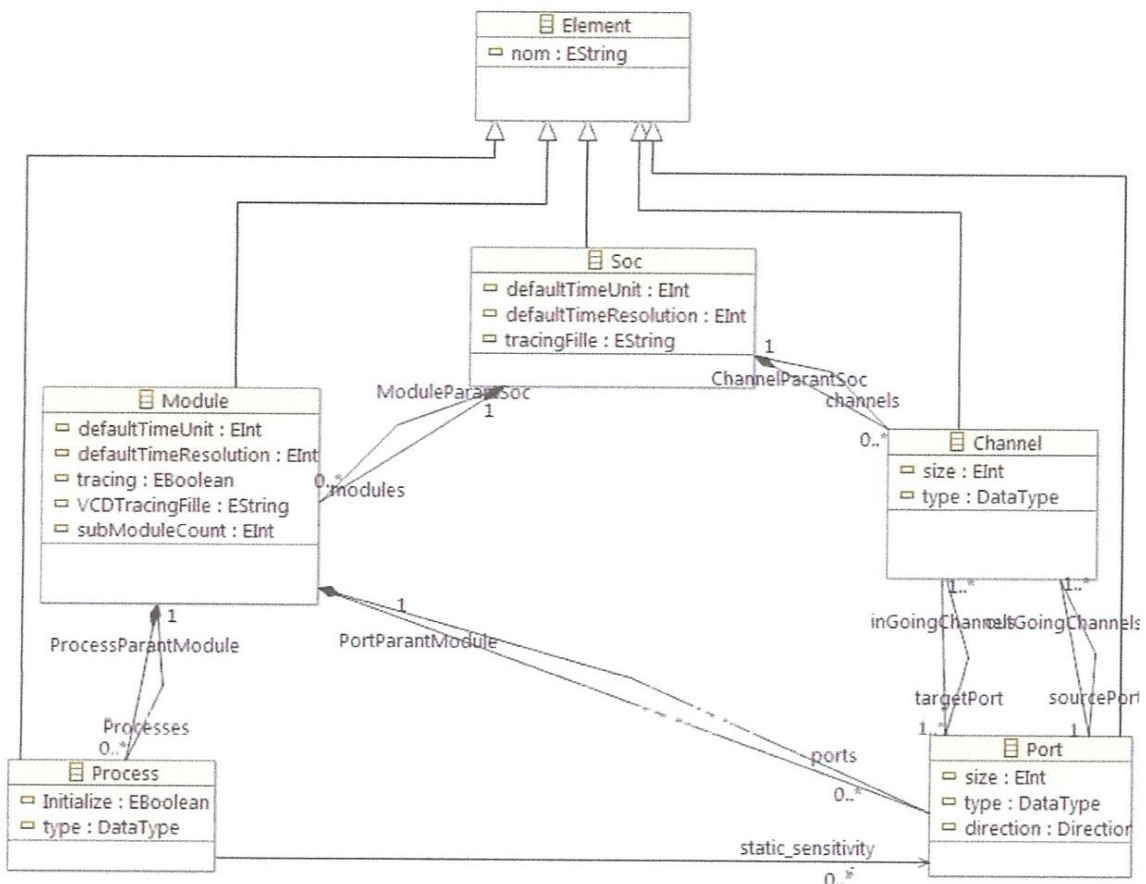 Element
nom : EString
Soc
defaultTimeUnit : EInt
defaultTimeResolution : EInt
tracingFille : EString
1
ModuleParantSoc
1
ChannelParantSoc
channels
0..*
Module
defaultTimeUnit : EInt
defaultTimeResolution : EInt
tracing : EBoolean
VCDTracingFille : EString
subModuleCount : EInt
0..*
modules
Channel
size : EInt
type : DataType
1
ProcessParantModule
1
PortParantModule
1..*
1..*
inGoingChannels
outGoingChannels
targetPort
sourcePort
1..*
1
Processes
0..*
ports
0..*
Process
Initialize : EBoolean
type : DataType
Port
size : EInt
type : DataType
direction : Direction
static_sensitivity
0..*